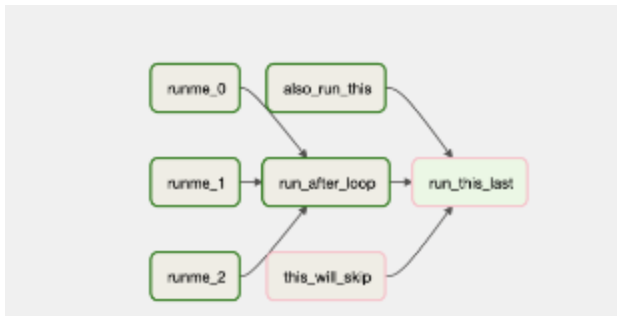 runme_0
also_run_this
runme_1
run_after_loop
run_this_last
runme_2
this_will_skip